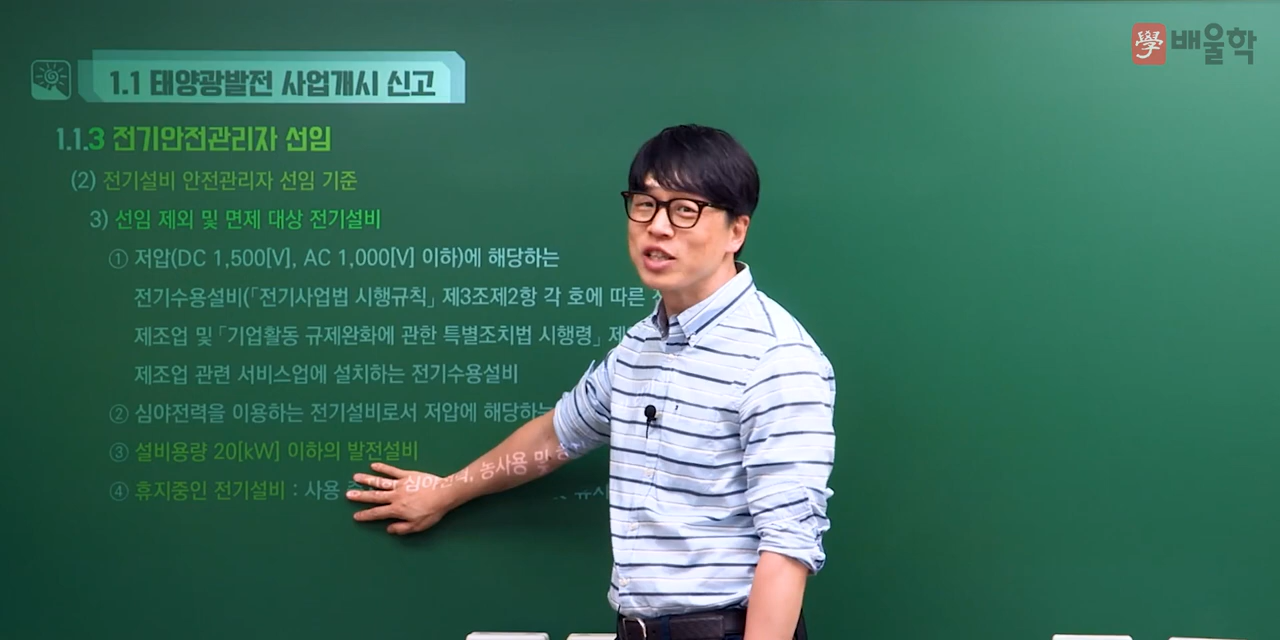 學 배울학
1.1 태양광발전 사업개시 신고
1.1.3 전기안전관리자 선임
(2) 전기설비 안전관리자 선임 기준
3) 선임 제외 및 면제 대상 전기설비
① 저압(DC 1,500[V], AC 1,000[V] 이하)에 해당하는
전기수용설비(「전기사업법 시행규칙」 제3조제2항 각 호에 따른
제조업 및 「기업활동 규제완화에 관한 특별조치법 시행령」
제조업 관련 서비스업에 설치하는 전기수용설비
② 심야전력을 이용하는 전기설비로서 저압에 해당하는
③ 설비용량 20[kW] 이하의 발전설비
④ 휴지중인 전기설비 : 사용 심야전력, 농사용 및